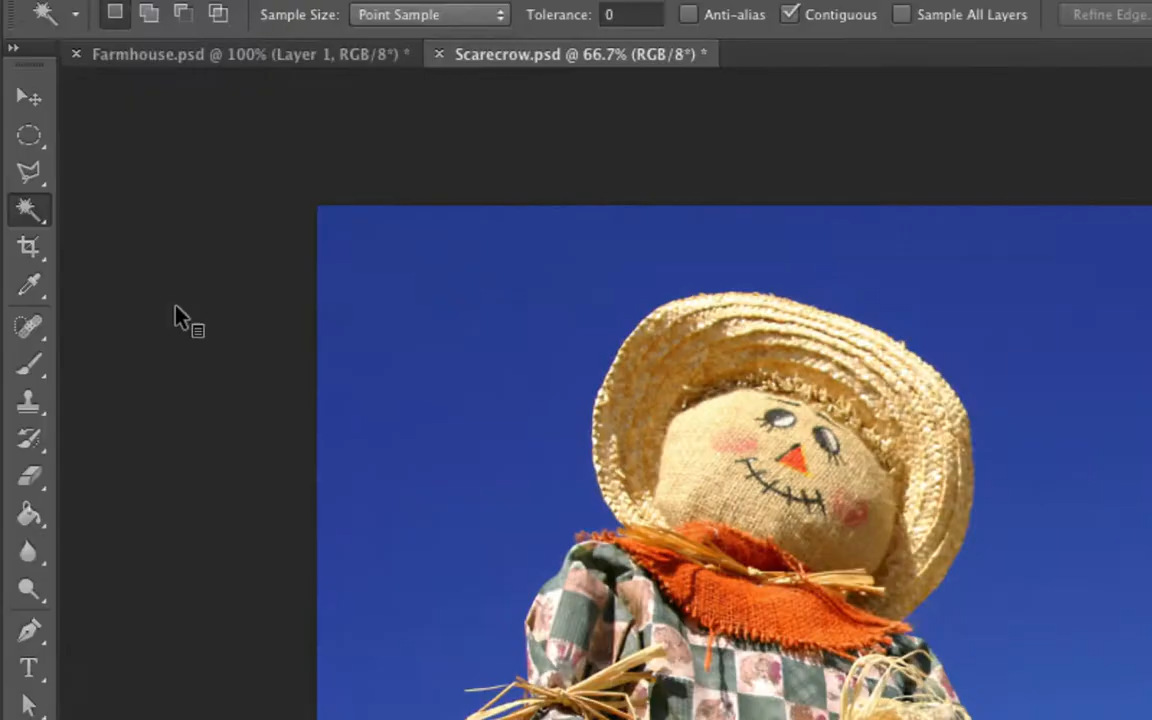 Sample Size: Point Sample Tolerance: 0 Anti-alias Contiguous Sample All Layers Refine Edge.
Farmhouse.psd @ 100% (Layer 1, RGB/8*) * Scarecrow.psd @ 66.7% (RGB/8*) *